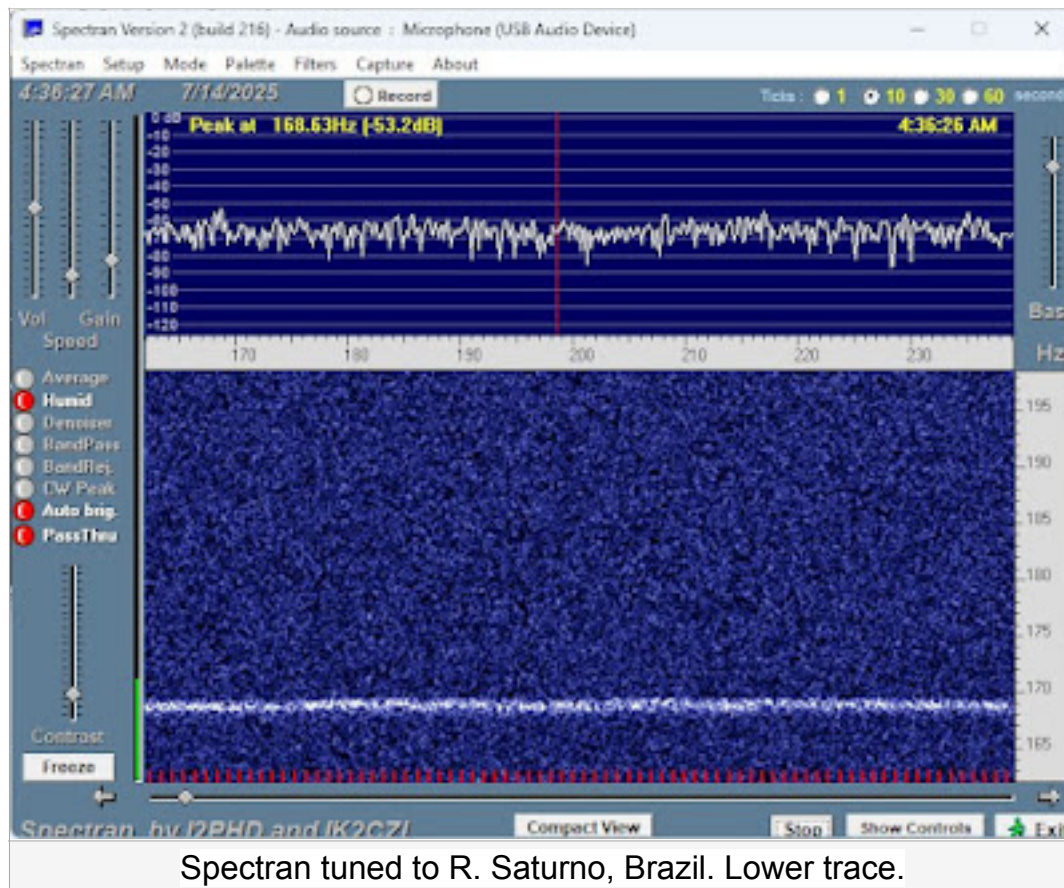 Spectran Version 2 (build 216) - Audio source : Microphone (USB Audio Device)
Spectran Setup Mode Palette Filters Capture About
4:36:27 AM 7/14/2025 Record Ticks : 1 10 30 60 second
0 dB Peak at 168.63Hz (-53.2dB) 4:36:26 AM
-10
-20
-30
-40
-50
-60
-70
-80
-90
-100
-110
-120
Vol Gain Bas
Speed
170 180 190 200 210 220 230 Hz
Average
Humid
Denoiser
BandPass
BandRej.
CW Peak
Auto brig.
PassThru
195
190
185
180
175
170
165
Contrast
Freeze
Spectran by I2PHD and IK2CZL
Compact View Stop Show Controls Exit
Spectran tuned to R. Saturno, Brazil. Lower trace.